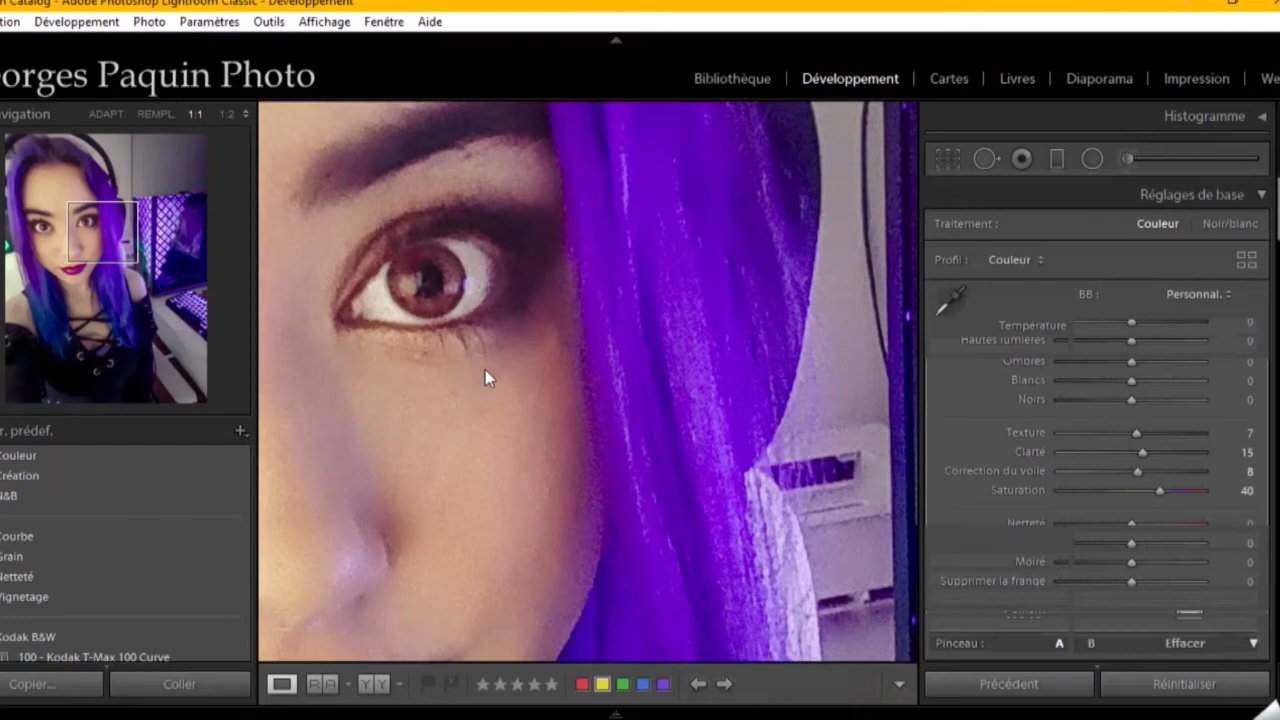 m Catalog - Adobe Photoshop Lightroom Classic - Développement
tion Développement Photo Paramètres Outils Affichage Fenêtre Aide
orges Paquin Photo
Bibliothèque | Développement | Cartes | Livres | Diaporama | Impression | We
avigation ADAPT. REMPL. 1:1 1:2
Histogramme
Réglages de base
Traitement : Couleur Noir/blanc
Profil : Couleur
BB : Personnal.
Température 0
Hautes lumières 0
Ombres 0
Blancs 0
Noirs 0
Texture 7
Clarté 15
Correction du voile 8
Saturation 40
Netteté 0
0
Moiré 0
Supprimer la frange 0
Pinceau : A B Effacer
r. prédef.
Couleur
Création
N&B
Courbe
Grain
Netteté
Vignetage
Kodak B&W
100 - Kodak T-Max 100 Curve
Copier... Coller
RA YY
Précédent Réinitialiser